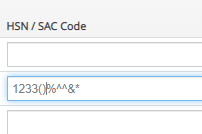 HSN / SAC Code
1233()%^^&*